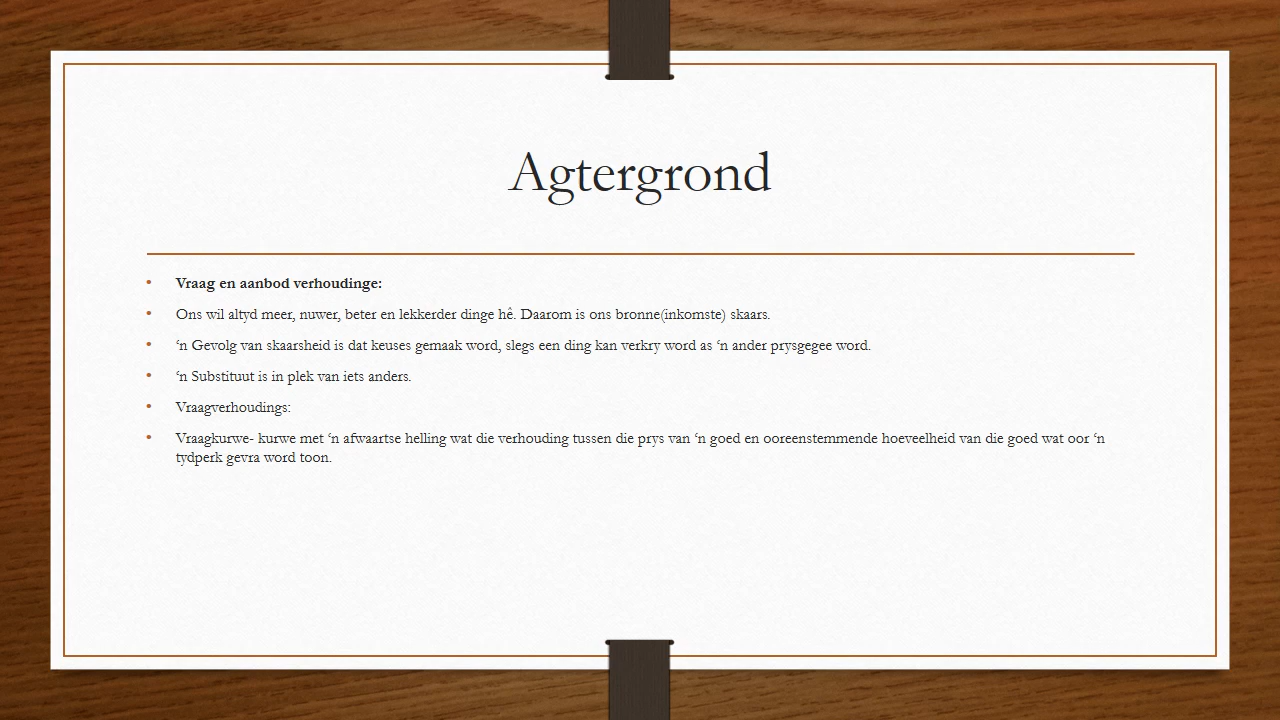 Agtergrond
• Vraag en aanbod verhoudinge:
• Ons wil altyd meer, nuwer, beter en lekkerder dinge hê. Daarom is ons bronne(inkomste) skaars.
• ‘n Gevolg van skaarsheid is dat keuses gemaak word, slegs een ding kan verkry word as ‘n ander prysgegee word.
• ‘n Substituut is in plek van iets anders.
• Vraagverhoudings:
• Vraagkurwe- kurwe met ‘n afwaartse helling wat die verhouding tussen die prys van ‘n goed en ooreenstemmende hoeveelheid van die goed wat oor ‘n
tydperk gevra word toon.